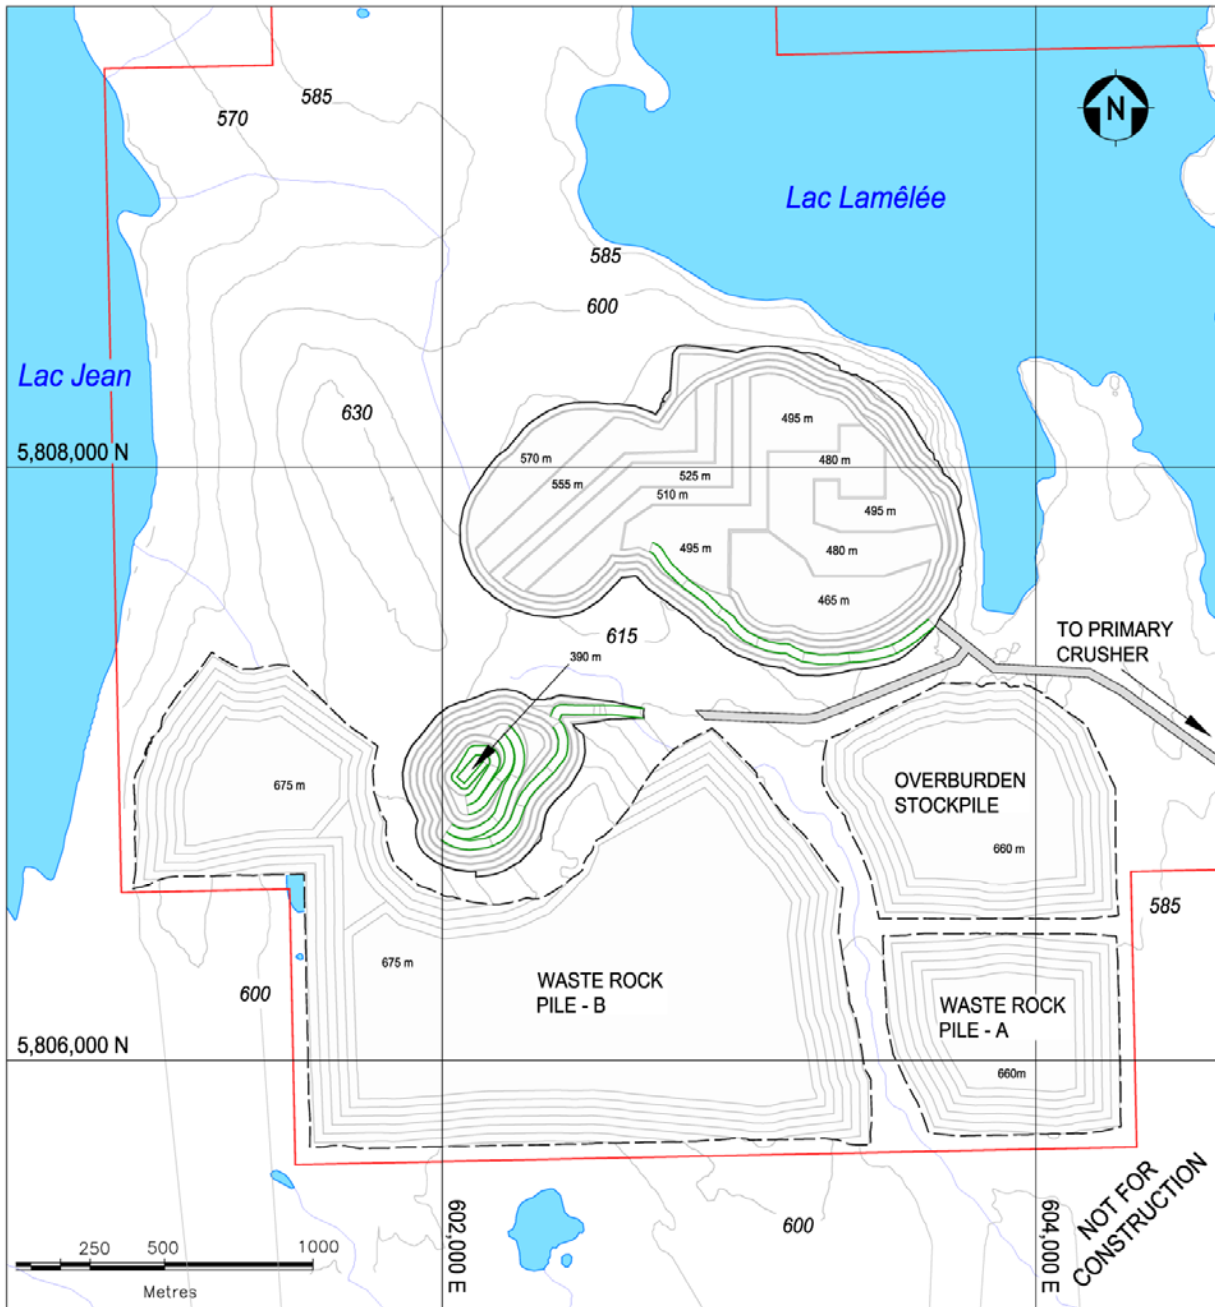 585
570
N
Lac Lamêlée
585
600
Lac Jean
630
495 m
5,808,000 N
570 m
480 m
525 m
555 m
510 m
495 m
495 m
480 m
465 m
615
TO PRIMARY
CRUSHER
390 m
675 m
OVERBURDEN
STOCKPILE
660 m
585
675 m
WASTE ROCK
PILE - B
600
WASTE ROCK
PILE - A
5,806,000 N
660m
602,000 E
604,000 E
NOT FOR
CONSTRUCTION
600
250 500 1000
Metres